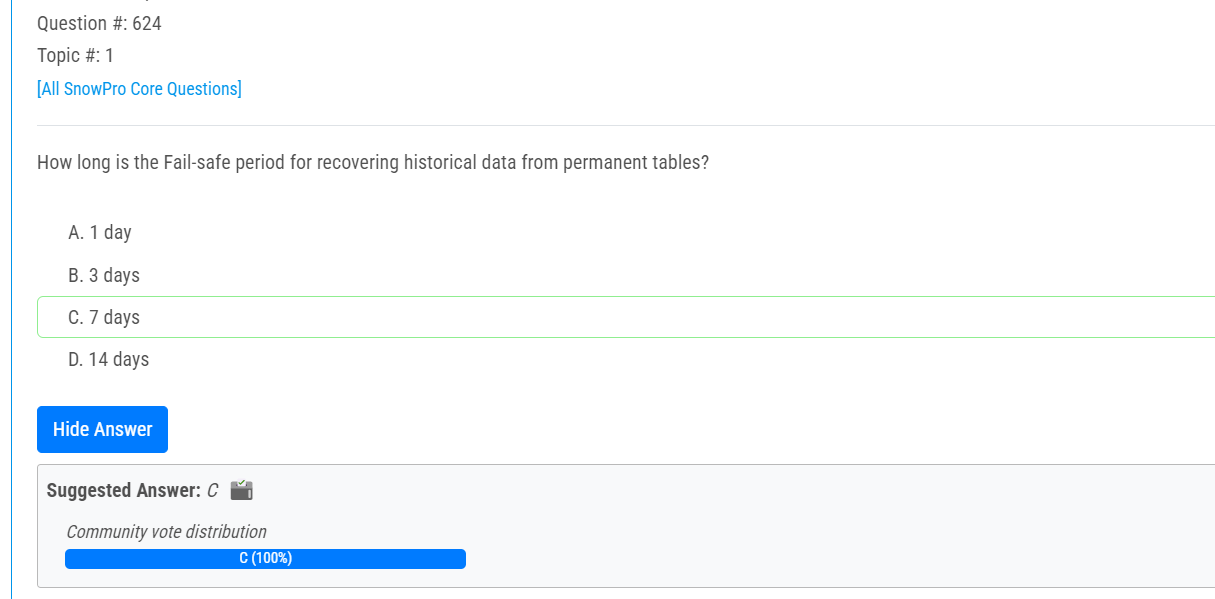 Question #: 624
Topic #: 1
[All SnowPro Core Questions]
How long is the Fail-safe period for recovering historical data from permanent tables?
A. 1 day
B. 3 days
C. 7 days
D. 14 days
Hide Answer
Suggested Answer: C
Community vote distribution
C (100%)